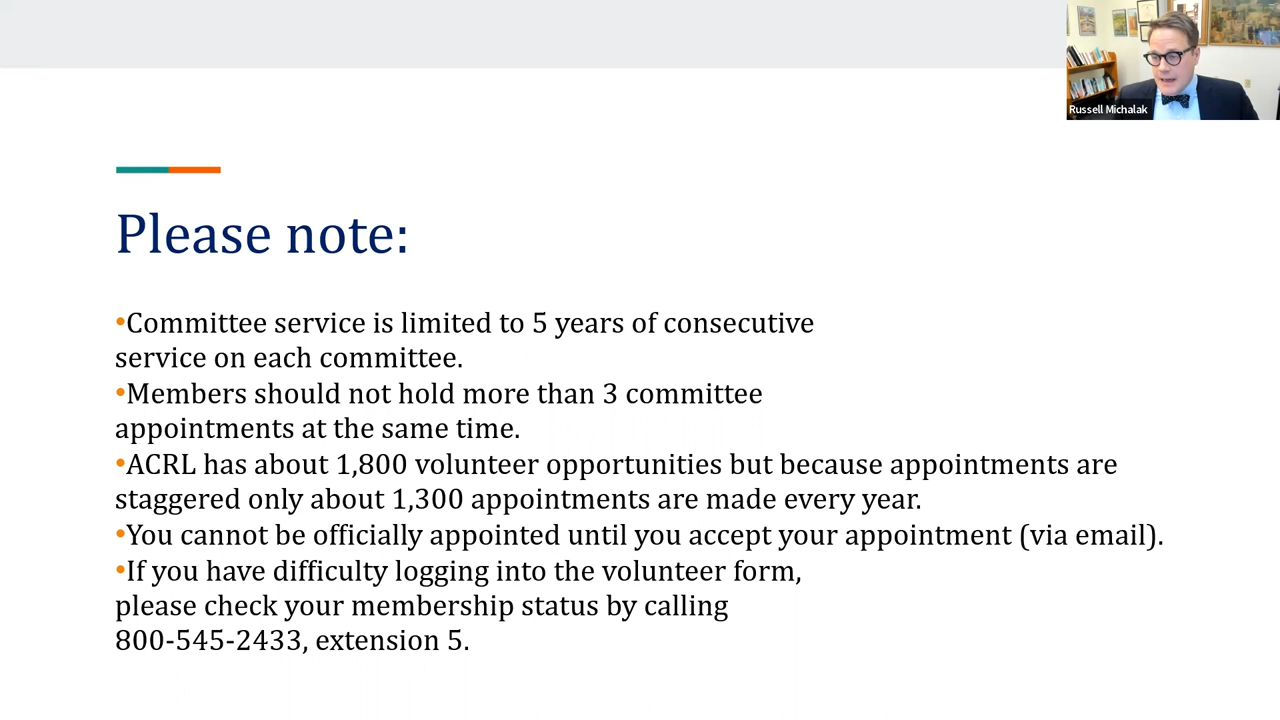 Russell Michalak
Please note:
•Committee service is limited to 5 years of consecutive
service on each committee.
•Members should not hold more than 3 committee
appointments at the same time.
•ACRL has about 1,800 volunteer opportunities but because appointments are
staggered only about 1,300 appointments are made every year.
•You cannot be officially appointed until you accept your appointment (via email).
•If you have difficulty logging into the volunteer form,
please check your membership status by calling
800-545-2433, extension 5.